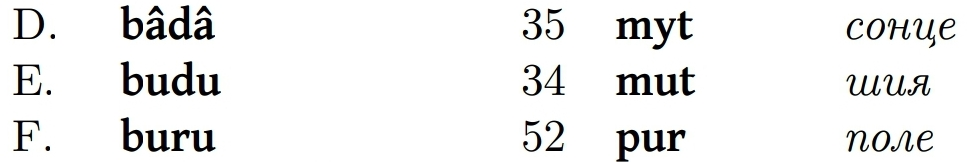 D. bâdâ 35 myt сонце
E. budu 34 mut шия
F. buru 52 pur поле